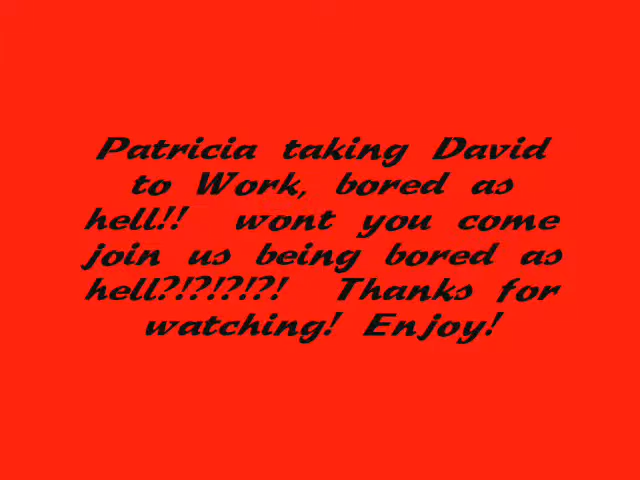 Patricia taking David
to Work, bored as
hell!! wont you come
join us being bored as
hell?!?!?!?! Thanks for
watching! Enjoy!